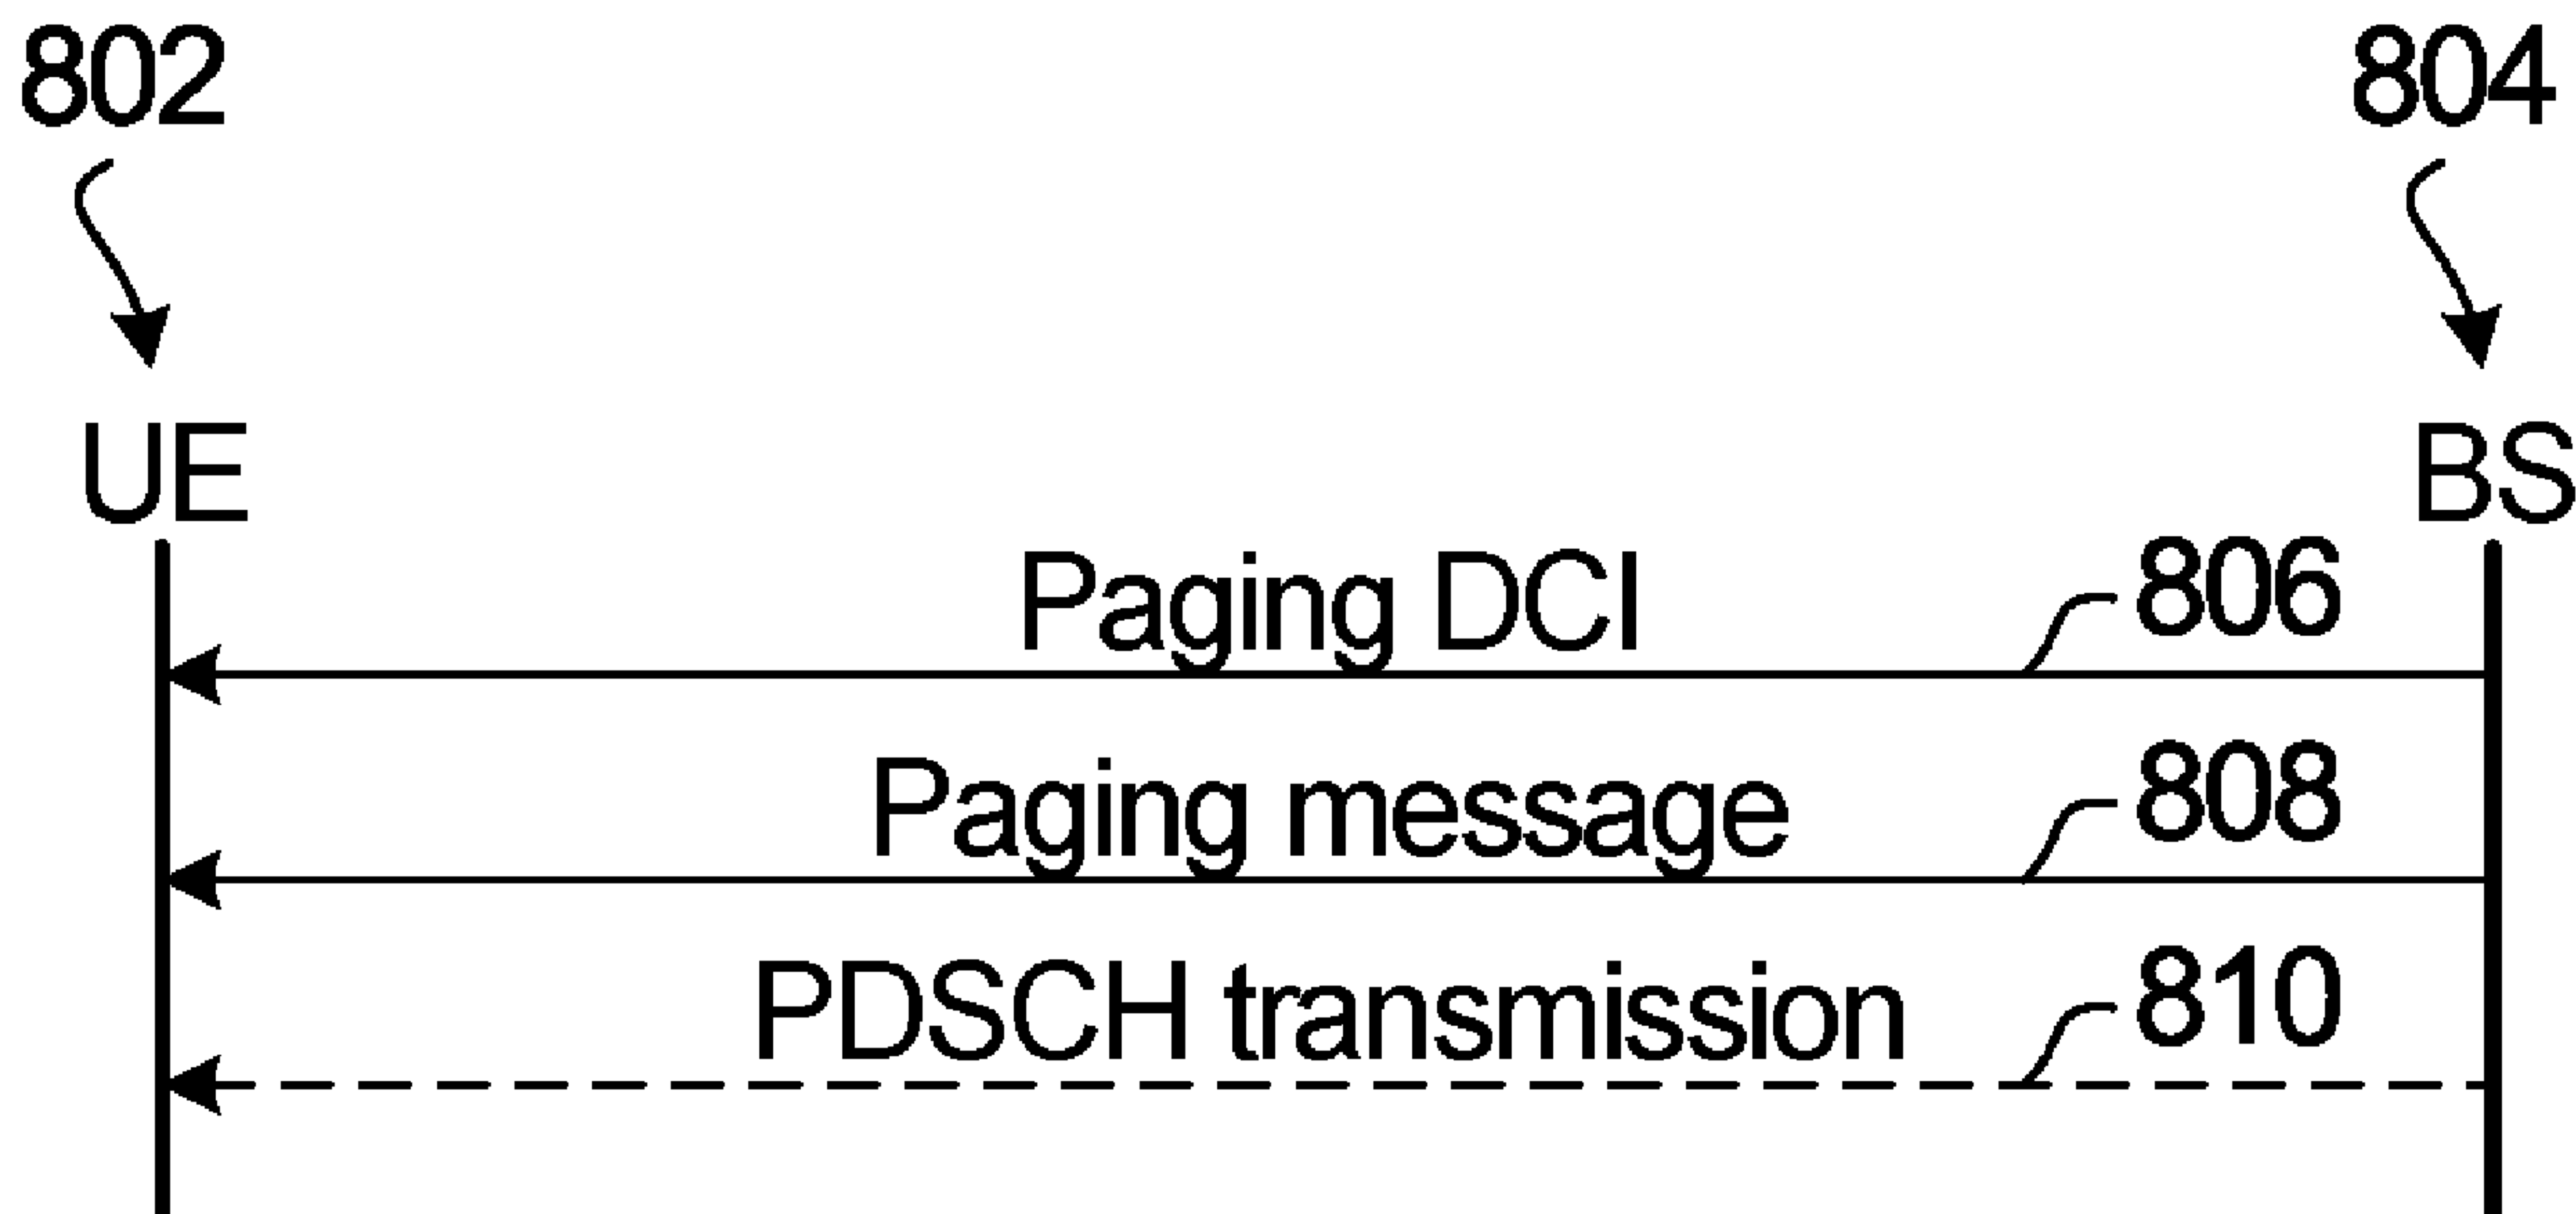 802 804
UE BS
Paging DCI 806
Paging message 808
PDSCH transmission 810